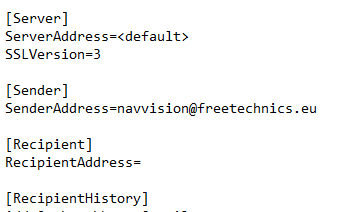 [Server]
ServerAddress=<default>
SSLVersion=3
[Sender]
SenderAddress=navvision@freetechnics.eu
[Recipient]
RecipientAddress=
[RecipientHistory]